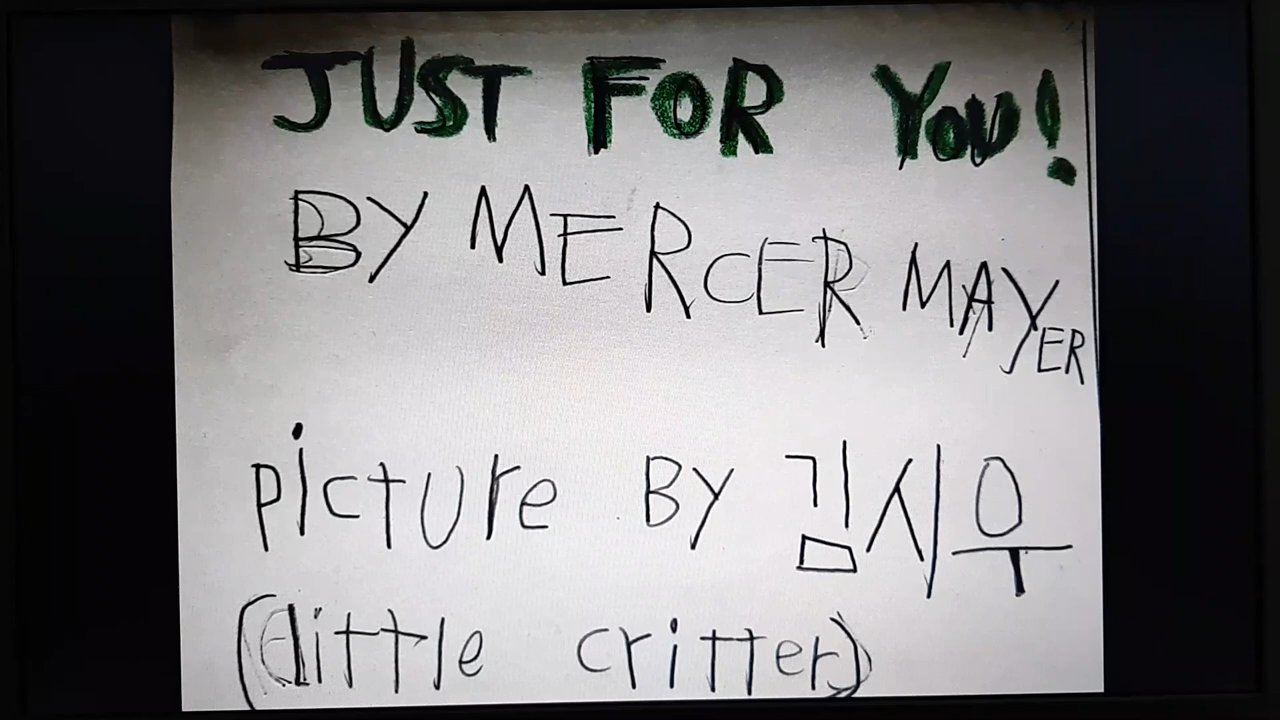 JUST FOR YOU!
BY MERCER MAYER
picture BY 김시우
(little critter)